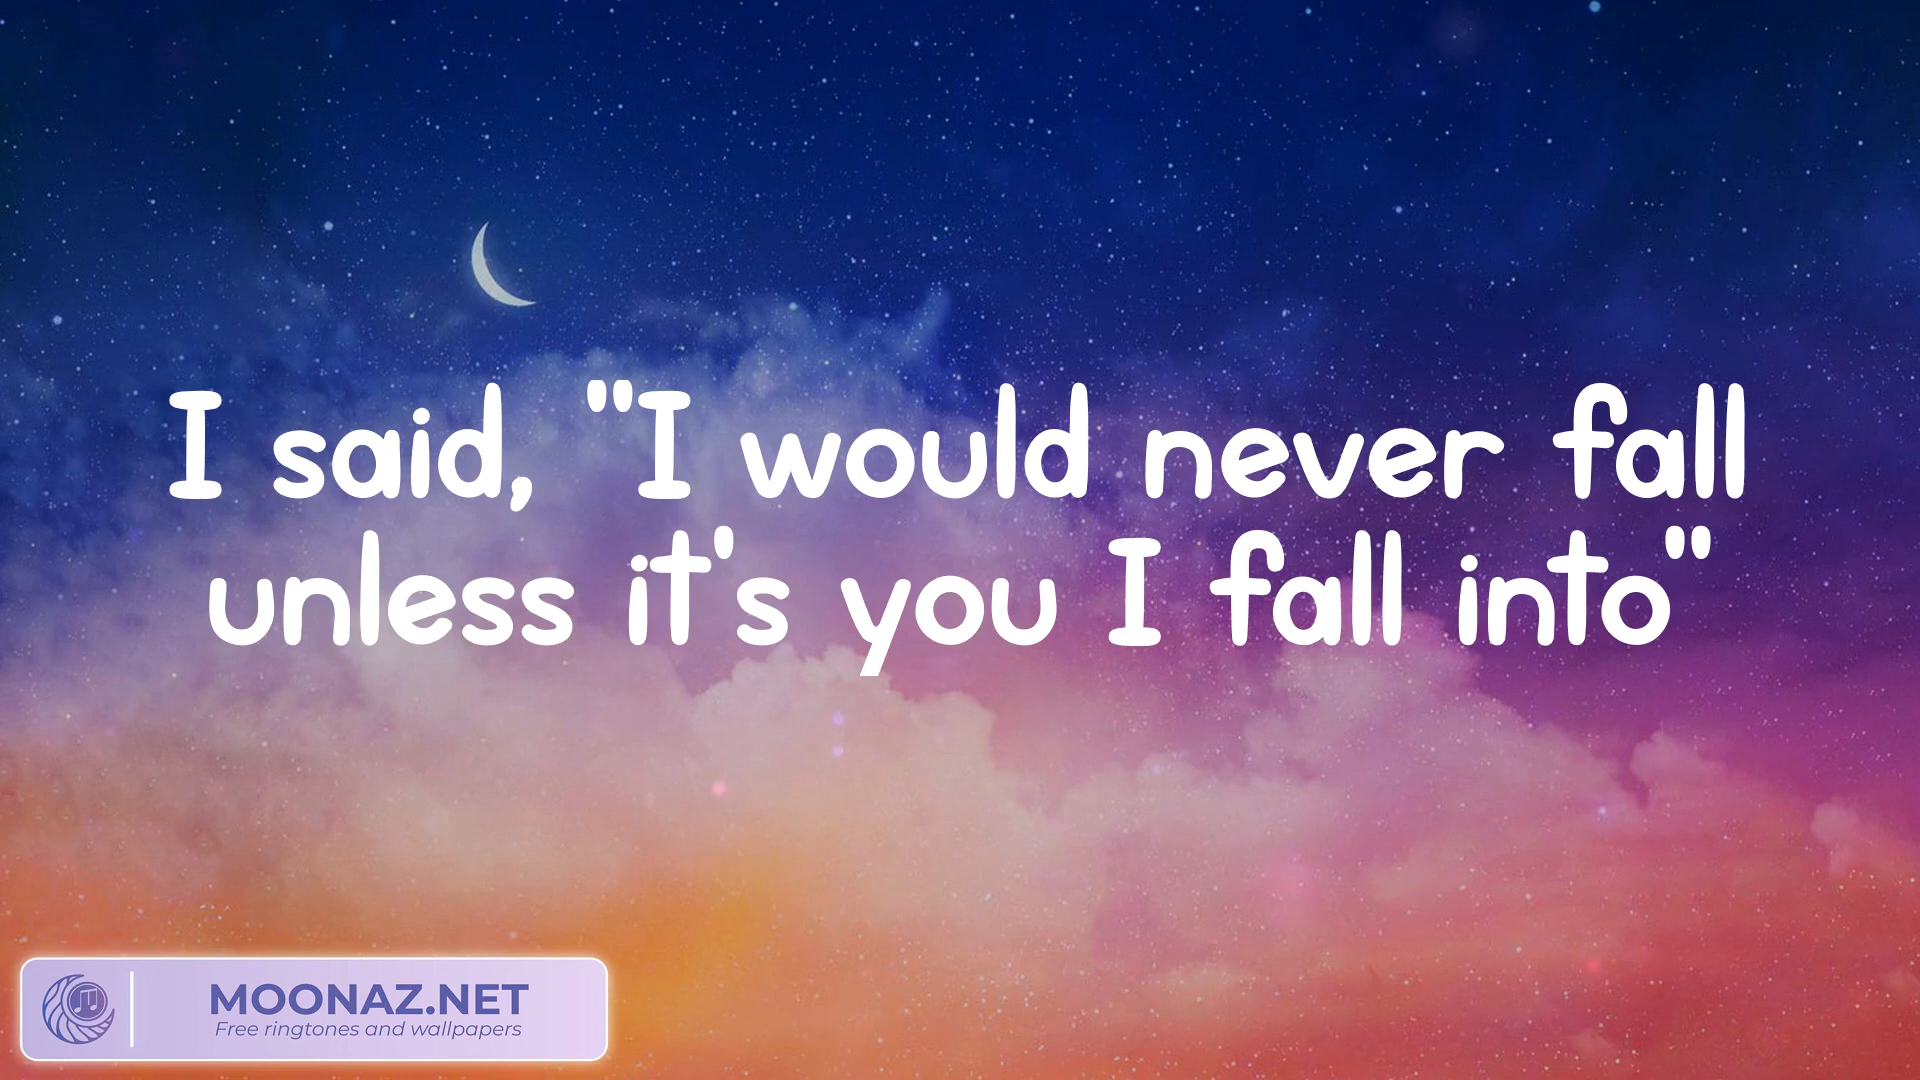 I said, "I would never fall
unless it's you I fall into"
MOONAZ.NET
Free ringtones and wallpapers